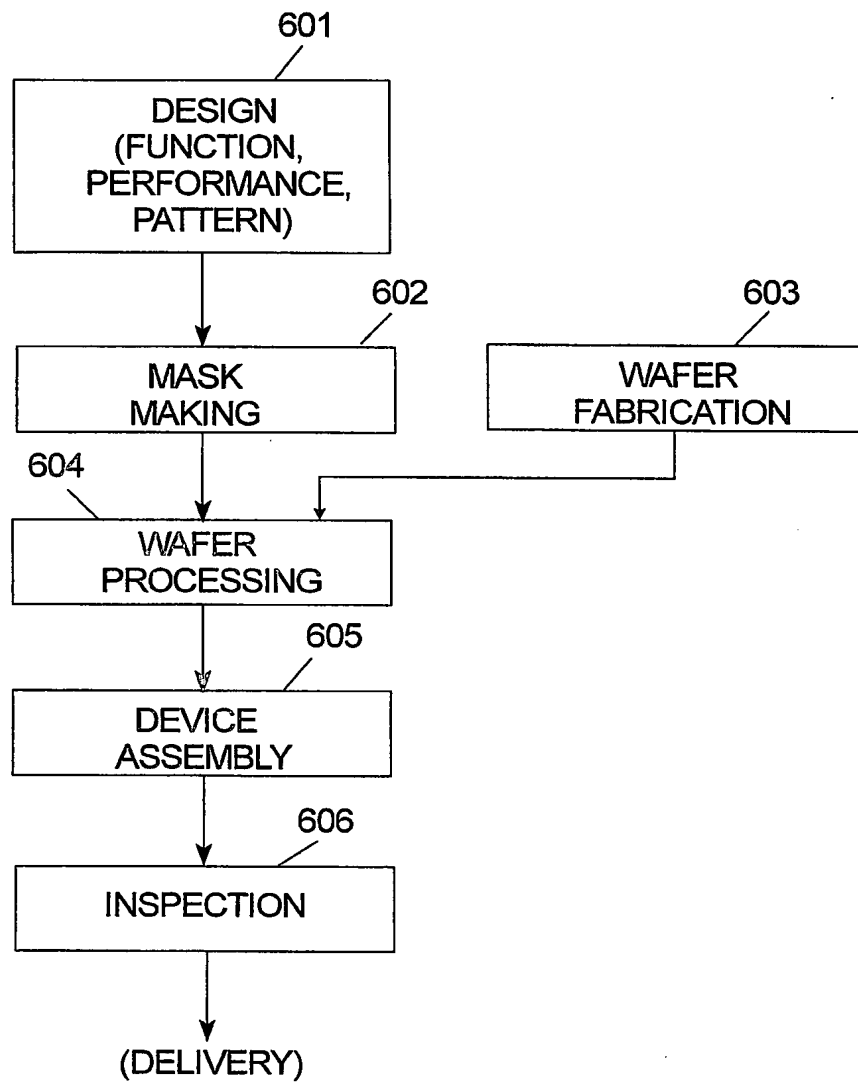 601
DESIGN
(FUNCTION,
PERFORMANCE,
PATTERN)
602
603
MASK
MAKING
WAFER
FABRICATION
604
WAFER
PROCESSING
605
DEVICE
ASSEMBLY
606
INSPECTION
(DELIVERY)